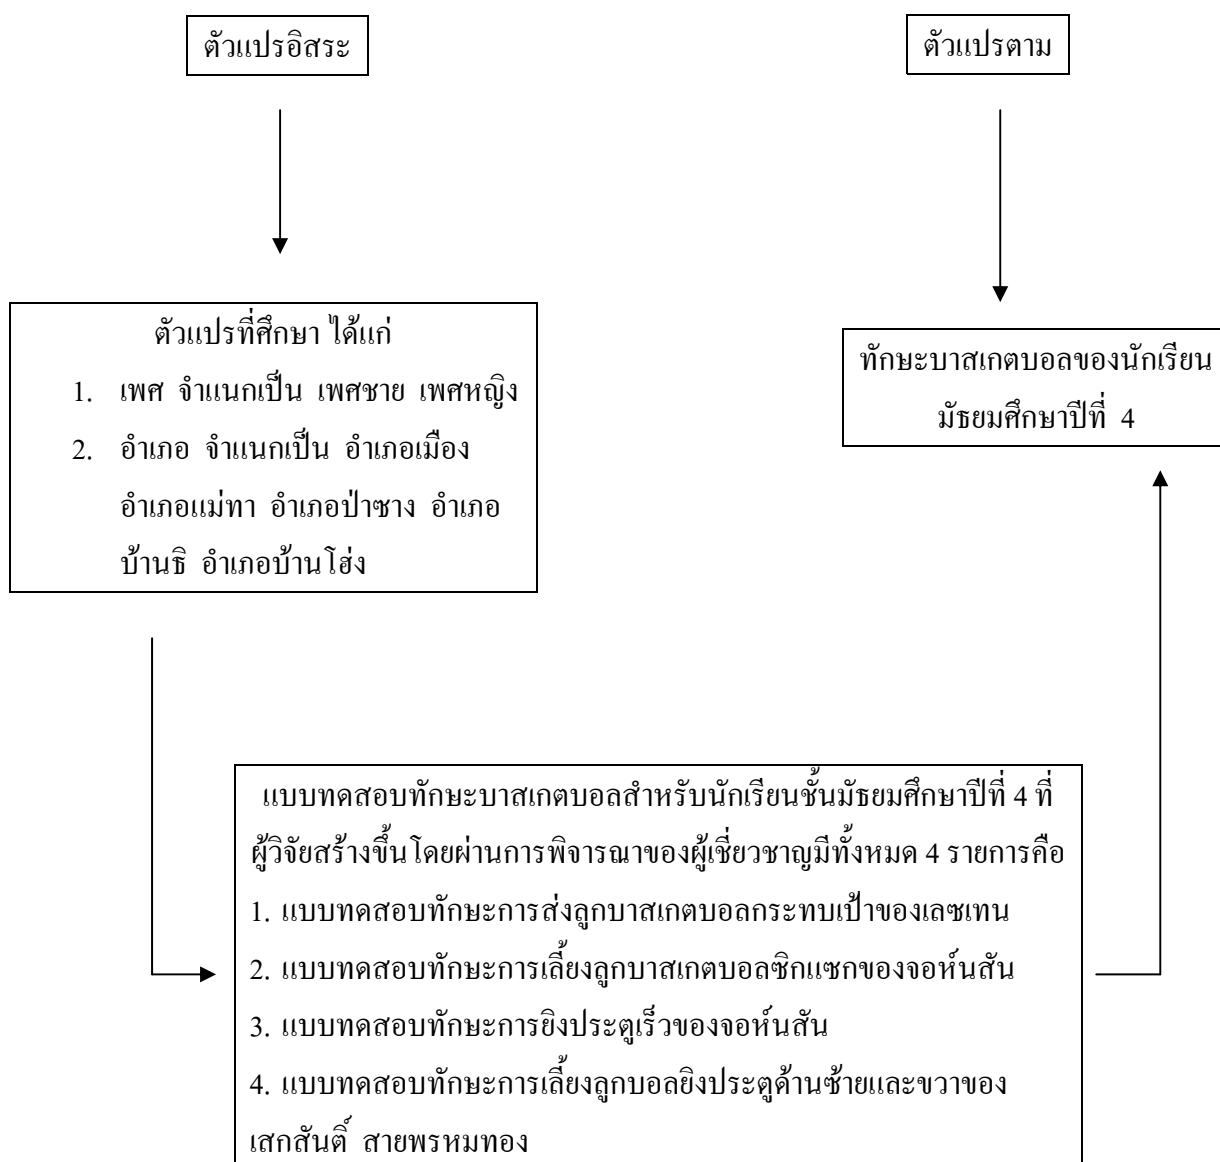 ตัวแปรอิสระ
ตัวแปรตาม
ตัวแปรที่ศึกษา ได้แก่
1. เพศ จำแนกเป็น เพศชาย เพศหญิง
2. อำเภอ จำแนกเป็น อำเภอเมือง
อำเภอแม่ทา อำเภอป่าซาง อำเภอ
บ้านธิ อำเภอบ้านโฮ่ง
ทักษะบาสเกตบอลของนักเรียน
มัธยมศึกษาปีที่ 4
แบบทดสอบทักษะบาสเกตบอลสำหรับนักเรียนชั้นมัธยมศึกษาปีที่ 4 ที่
ผู้วิจัยสร้างขึ้นโดยผ่านการพิจารณาของผู้เชี่ยวชาญมีทั้งหมด 4 รายการคือ
1. แบบทดสอบทักษะการส่งลูกบาสเกตบอลกระทบเป้าของเลซเทน
2. แบบทดสอบทักษะการเลี้ยงลูกบาสเกตบอลซิกแซกของจอห์นสัน
3. แบบทดสอบทักษะการยิงประตูเร็วของจอห์นสัน
4. แบบทดสอบทักษะการเลี้ยงลูกบอลยิงประตูด้านซ้ายและขวาของ
เสกสันติ์ สายพรหมทอง